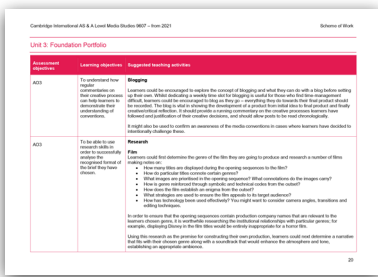 Cambridge International AS & A Level Media Studies 9607 – from 2021
Scheme of Work
Unit 3: Foundation Portfolio
Assessment objectives
Learning objectives
Suggested teaching activities
AO3
To understand how
regular
commentaries on
their creative process
can help learners to
demonstrate their
understanding of
conventions.
Blogging
Learners could be encouraged to explore the concept of blogging and what they can do with a blog before setting
up their own. Whilst dedicating a weekly time slot for blogging is useful for those who find time management
difficult, learners could be encouraged to blog as they go – everything they do towards their final product should
be recorded. The blog is vital in showing the development of a product from initial idea to final product and finally
creative/critical reflection. It should provide a running commentary on the creative processes learners have
followed and justification of their creative decisions, and should allow posts to be read chronologically.
It might also be used to confirm an awareness of the media conventions in cases where learners have decided to
intentionally challenge these.
AO3
To be able to use
research skills in
order to successfully
analyse the
recognised format of
the brief they have
chosen.
Research
Film
Learners could first determine the genre of the film they are going to produce and research a number of films
making notes on:
• How many titles are displayed during the opening sequences to the film?
• How do particular titles connote certain genres?
• What images are prioritised in the opening sequence? What connotations do the images carry?
• How is genre reinforced through symbolic and technical codes from the outset?
• How does the film establish an enigma from the outset?
• What strategies are used to ensure the film appeals to its target audience?
• How has technology been used effectively? You might want to consider camera angles, transitions and
editing techniques.
In order to ensure that the opening sequences contain production company names that are relevant to the
learners chosen genre, it is worthwhile researching the institutional relationships with particular genres; for
example, displaying Disney in the film titles would be entirely inappropriate for a horror film.
Using this research as the premise for constructing their own production, learners could next determine a narrative
that fits with their chosen genre along with a soundtrack that would enhance the atmosphere and tone,
establishing an appropriate ambience.
20